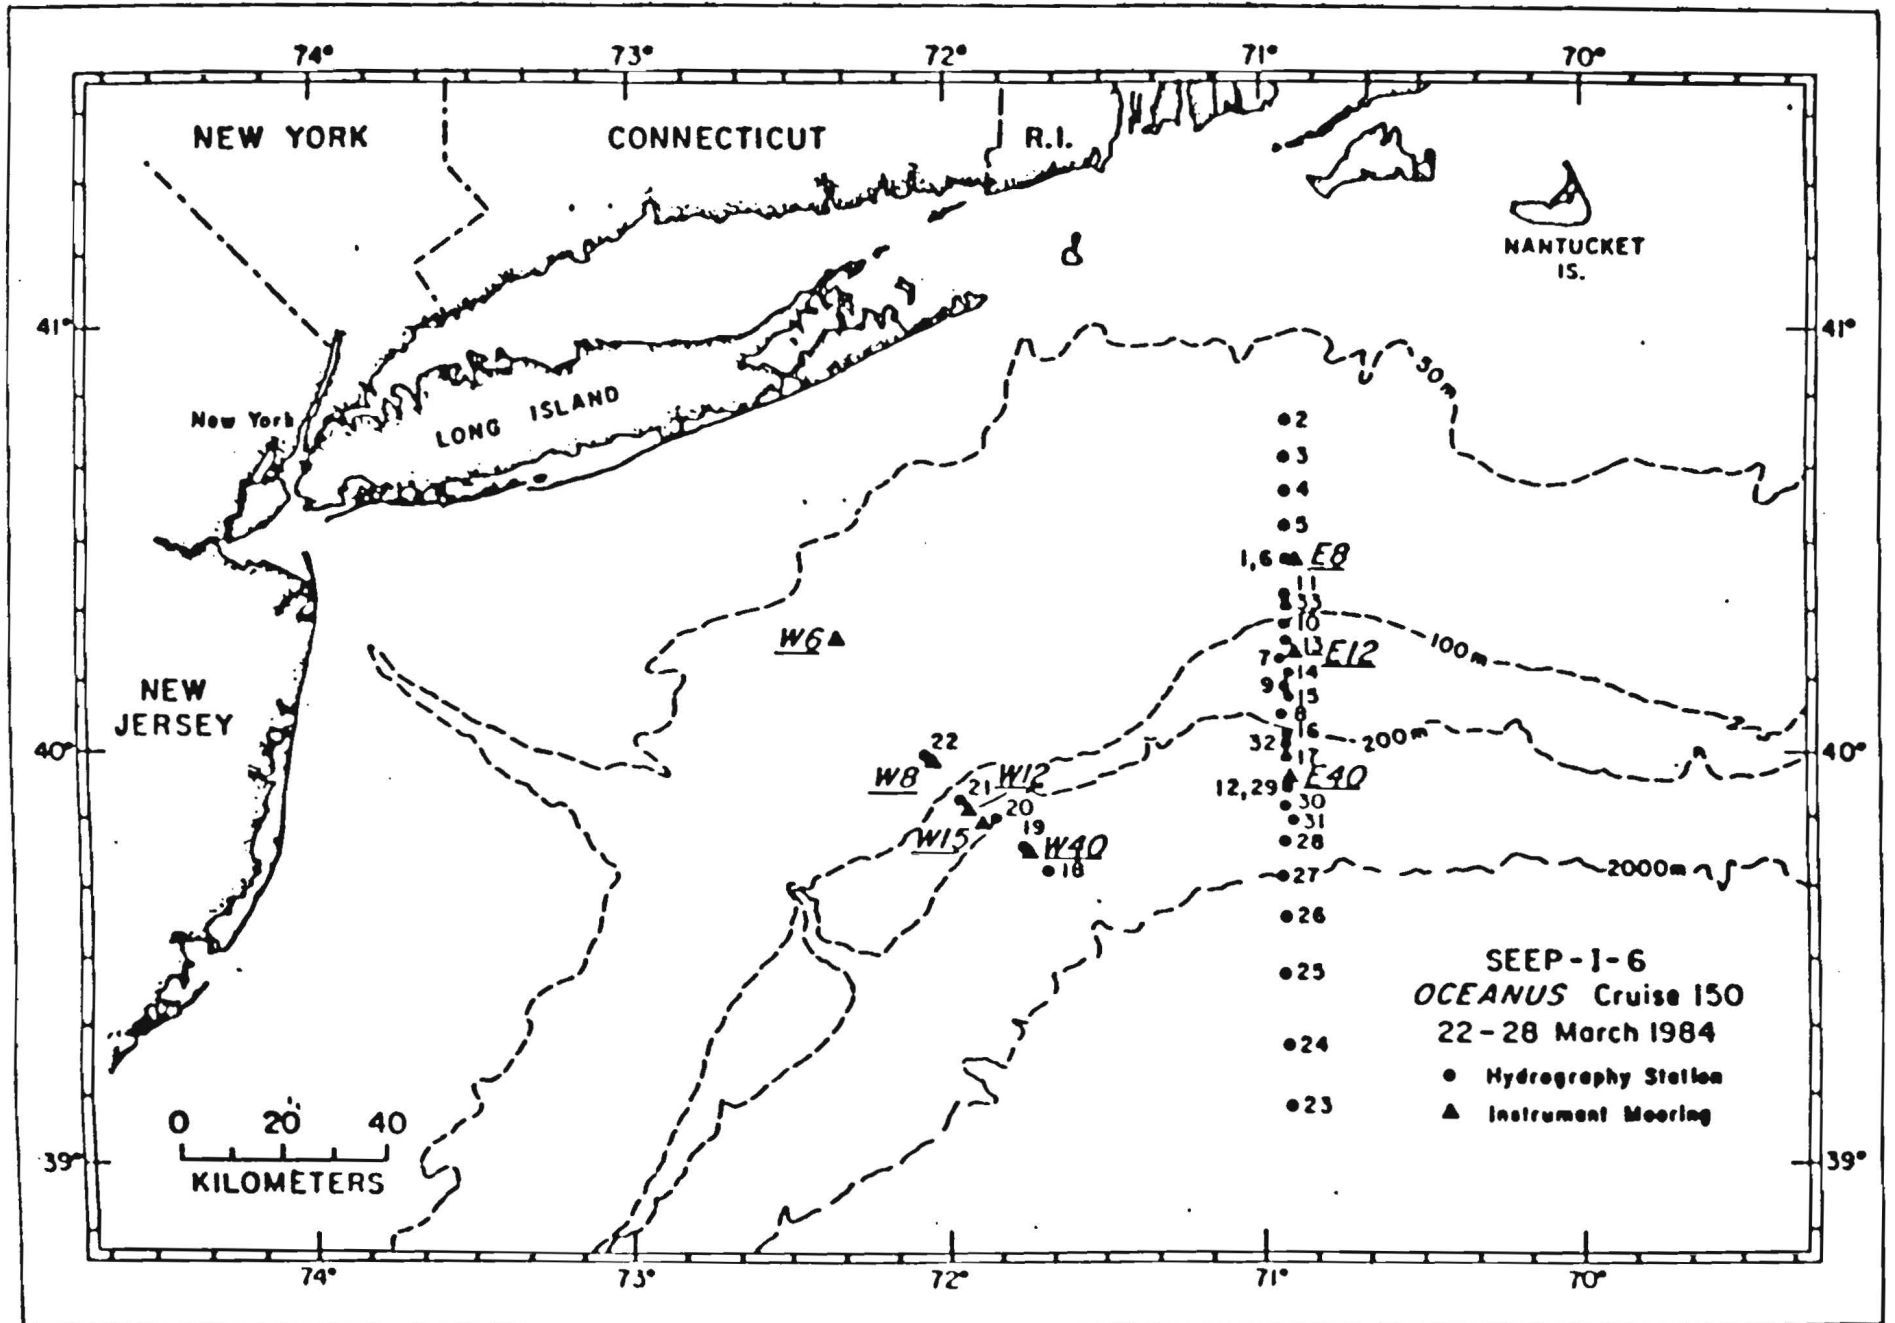 74° 73° 72° 71° 70°
NEW YORK CONNECTICUT R.I.
NANTUCKET
IS.
41° 41°
50m
New York
LONG ISLAND
2
3
4
5
1,6 E8
11
33
10
W6
13
7 E12
100m
14
9
15
NEW
JERSEY
8
16
200m
32
17
40° 40°
22
W8
W12
21
E40
12,29
30
20
31
19
W15
W40
28
18
27
2000m
26
SEEP-I-6
25
OCEANUS Cruise 150
22-28 March 1984
24
Hydrography Station
23
Instrument Mooring
0 20 40
KILOMETERS
39° 39°
74° 73° 72° 71° 70°